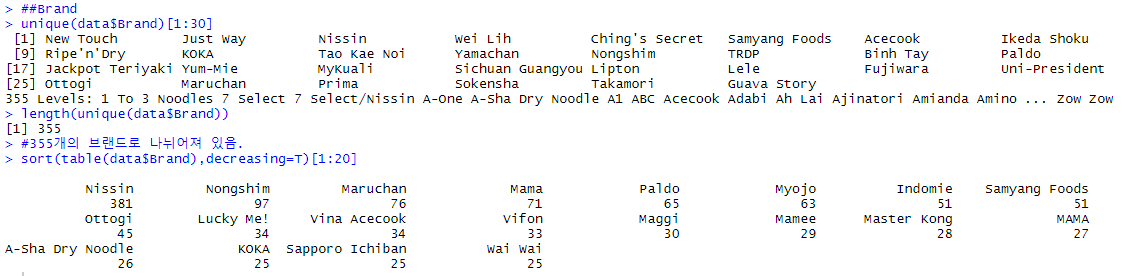 > ##Brand
> unique(data$Brand)[1:30]
 [1] New Touch        Just Way         Nissin           Wei Lih          Ching's Secret   Samyang Foods    Acecook          Ikeda Shoku
 [9] Ripe'n'Dry       KOKA             Tao Kae Noi      Yamachan         Nongshim         TRDP             Binh Tay         Paldo
[17] Jackpot Teriyaki Yum-Mie          MyKuali          Sichuan Guangyou Lipton           Lele             Fujiwara         Uni-President
[25] Ottogi           Maruchan         Prima            Sokensha         Takamori         Guava Story
355 Levels: 1 To 3 Noodles 7 Select 7 Select/Nissin A-One A-Sha Dry Noodle A1 ABC Acecook Adabi Ah Lai Ajinatori Amianda Amino ... Zow Zow
> length(unique(data$Brand))
[1] 355
> #355개의 브랜드로 나뉘어져 있음.
> sort(table(data$Brand),decreasing=T)[1:20]
          Nissin         Nongshim         Maruchan             Mama            Paldo            Myojo          Indomie    Samyang Foods
             381               97               76               71               65               63               51               51
          Ottogi        Lucky Me!     Vina Acecook            Vifon            Maggi            Mamee      Master Kong             MAMA
              45               34               34               33               30               29               28               27
A-Sha Dry Noodle             KOKA  Sapporo Ichiban          Wai Wai
              26               25               25               25